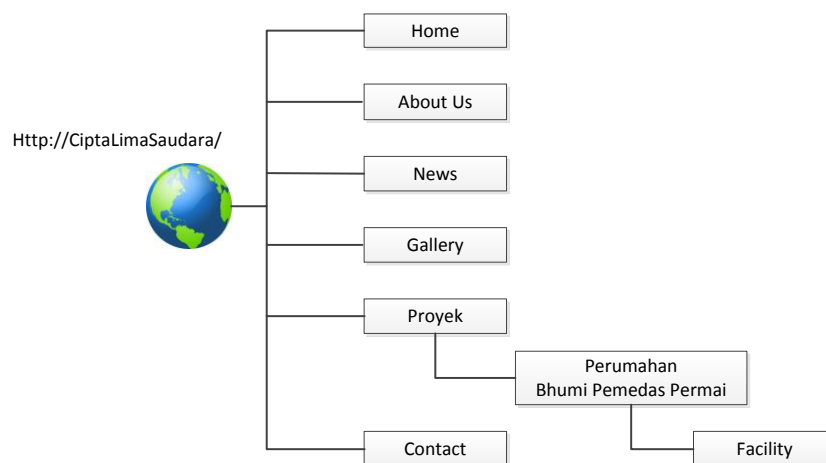 Home
About Us
Http://CiptaLimaSaudara/
News
Gallery
Proyek
Perumahan
Bhumi Pemedas Permai
Contact
Facility